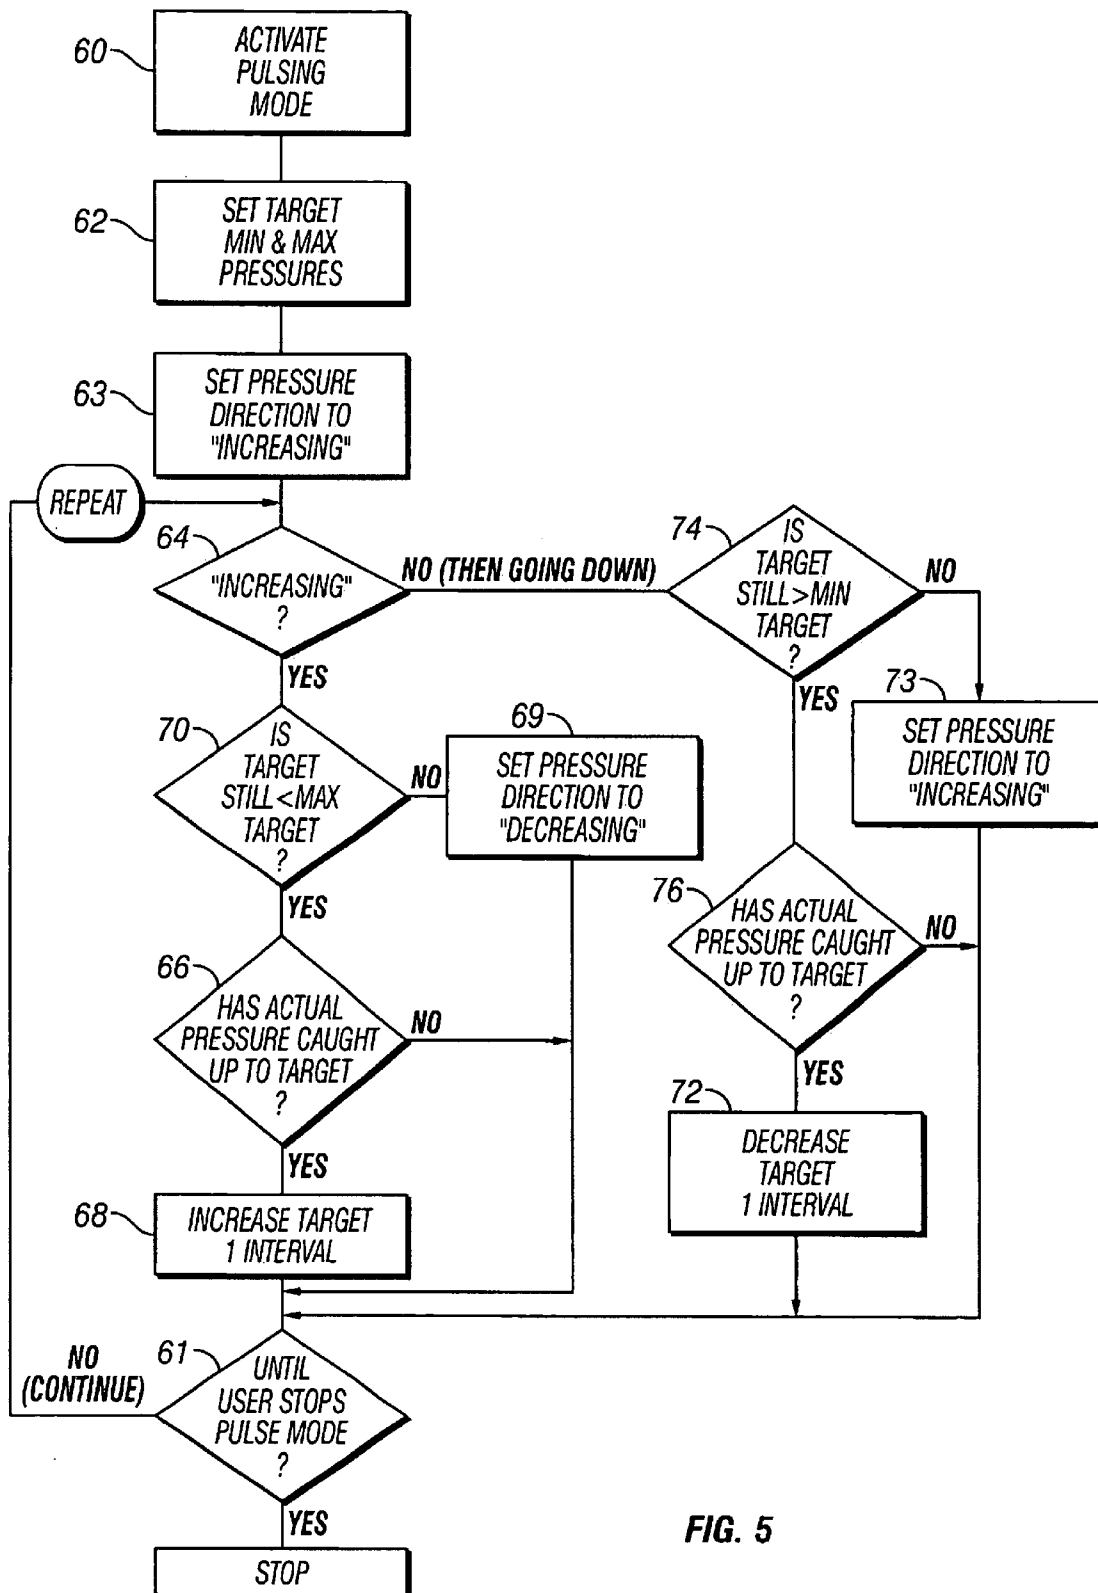 60
ACTIVATE
PULSING
MODE
62
SET TARGET
MIN & MAX
PRESSURES
63
SET PRESSURE
DIRECTION TO
"INCREASING"
REPEAT
64
"INCREASING"
?
NO (THEN GOING DOWN)
YES
74
IS
TARGET
STILL>MIN
TARGET
?
NO
YES
73
SET PRESSURE
DIRECTION TO
"INCREASING"
70
IS
TARGET
STILL<MAX
TARGET
?
NO
YES
69
SET PRESSURE
DIRECTION TO
"DECREASING"
76
HAS ACTUAL
PRESSURE CAUGHT
UP TO TARGET
?
NO
YES
66
HAS ACTUAL
PRESSURE CAUGHT
UP TO TARGET
?
NO
YES
72
DECREASE
TARGET
1 INTERVAL
68
INCREASE TARGET
1 INTERVAL
61
UNTIL
USER STOPS
PULSE MODE
?
NO
(CONTINUE)
YES
STOP
FIG. 5